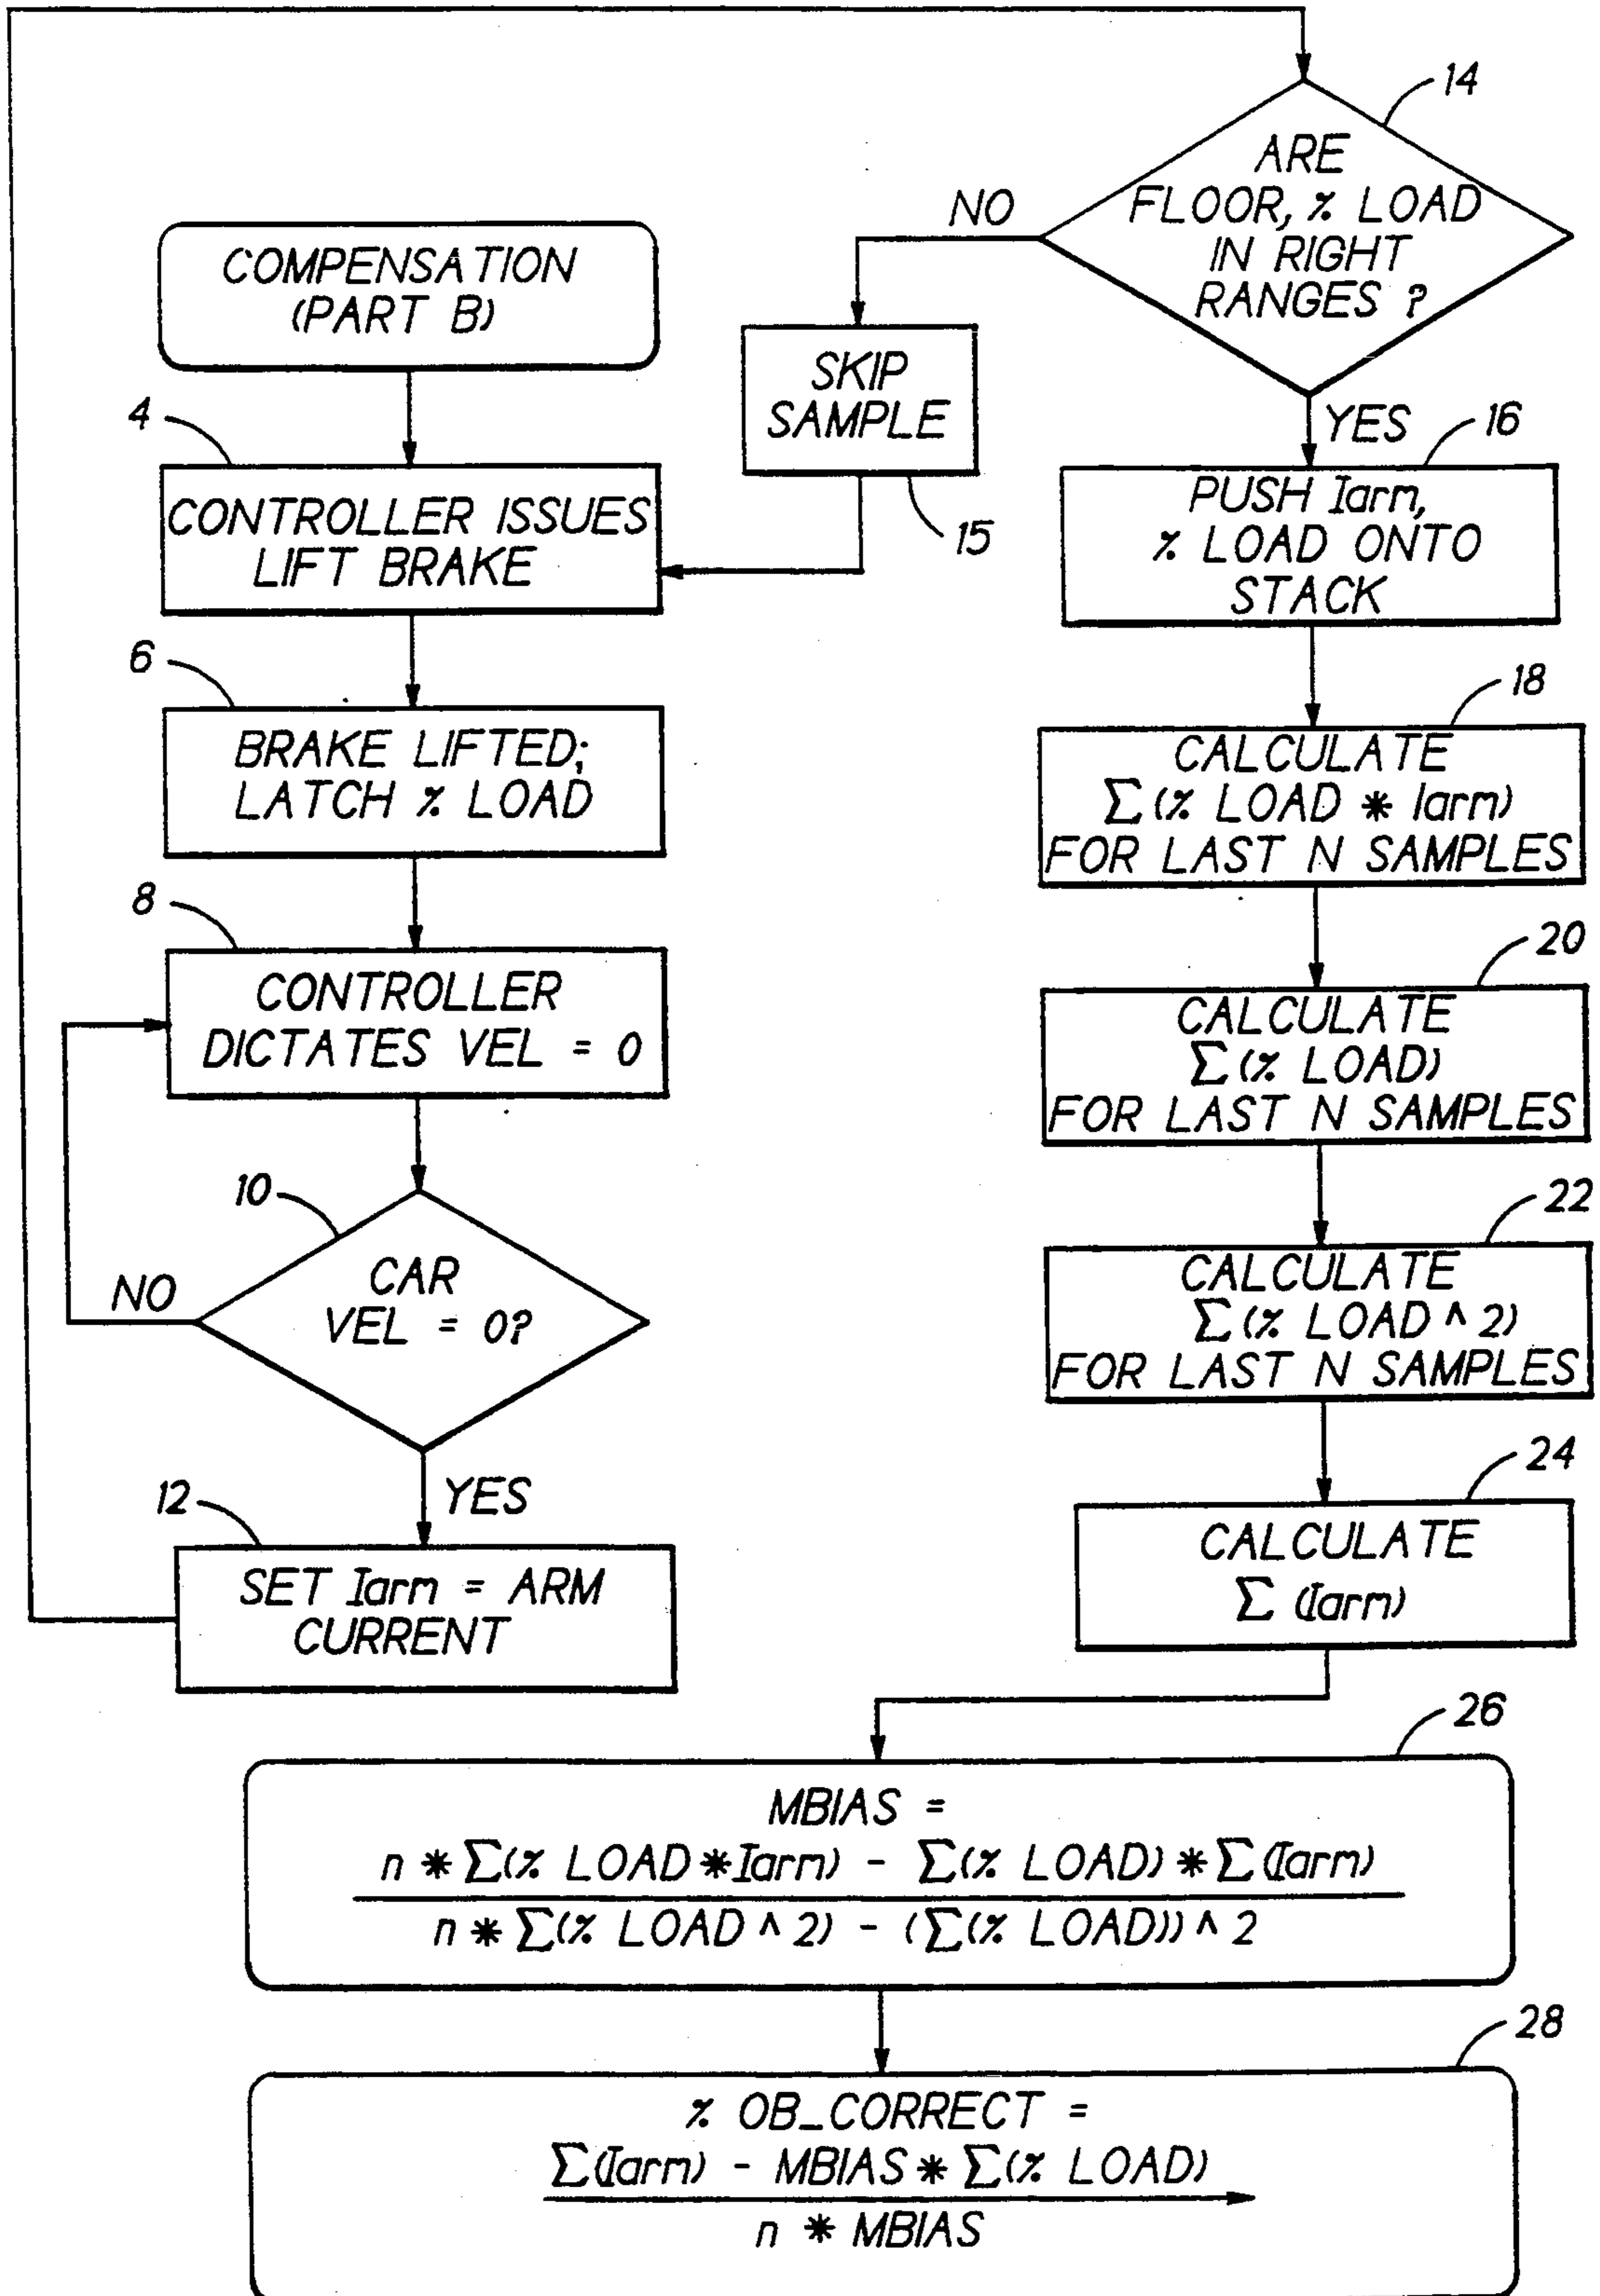 COMPENSATION
(PART B)
4
CONTROLLER ISSUES
LIFT BRAKE
6
BRAKE LIFTED;
LATCH % LOAD
8
CONTROLLER
DICTATES VEL = 0
10
CAR
VEL = 0?
NO
YES
12
SET Iarm = ARM
CURRENT
14
ARE
FLOOR, % LOAD
IN RIGHT
RANGES ?
NO
SKIP
SAMPLE
15
YES
16
PUSH Iarm,
% LOAD ONTO
STACK
18
CALCULATE
Σ(% LOAD * Iarm)
FOR LAST N SAMPLES
20
CALCULATE
Σ(% LOAD)
FOR LAST N SAMPLES
22
CALCULATE
Σ(% LOAD ^ 2)
FOR LAST N SAMPLES
24
CALCULATE
Σ (Iarm)
26
MBIAS =
n * Σ(% LOAD * Iarm) - Σ(% LOAD) * Σ(Iarm)
n * Σ(% LOAD ^ 2) - (Σ(% LOAD)) ^ 2
28
% OB_CORRECT =
Σ(Iarm) - MBIAS * Σ(% LOAD)
n * MBIAS